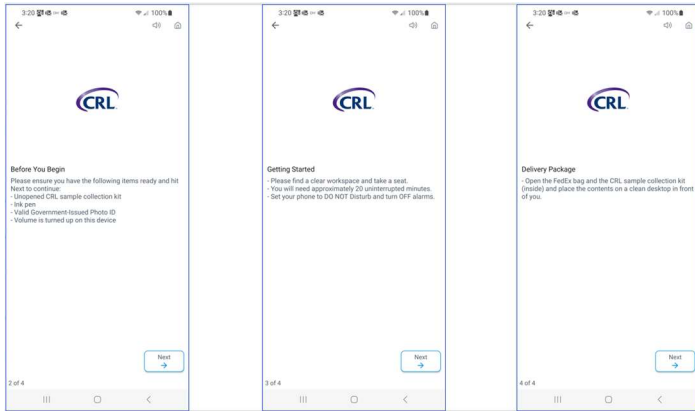 3:20
100%
CRL
Before You Begin
Please ensure you have the following items ready and hit
Next to continue:
- Unopened CRL sample collection kit
- Ink pen
- Valid Government-Issued Photo ID
- Volume is turned up on this device
Next
2 of 4
3:20
100%
CRL
Getting Started
- Please find a clear workspace and take a seat.
- You will need approximately 20 uninterrupted minutes.
- Set your phone to DO NOT Disturb and turn OFF alarms.
Next
3 of 4
3:20
100%
CRL
Delivery Package
- Open the FedEx bag and the CRL sample collection kit
(inside) and place the contents on a clean desktop in front
of you.
Next
4 of 4